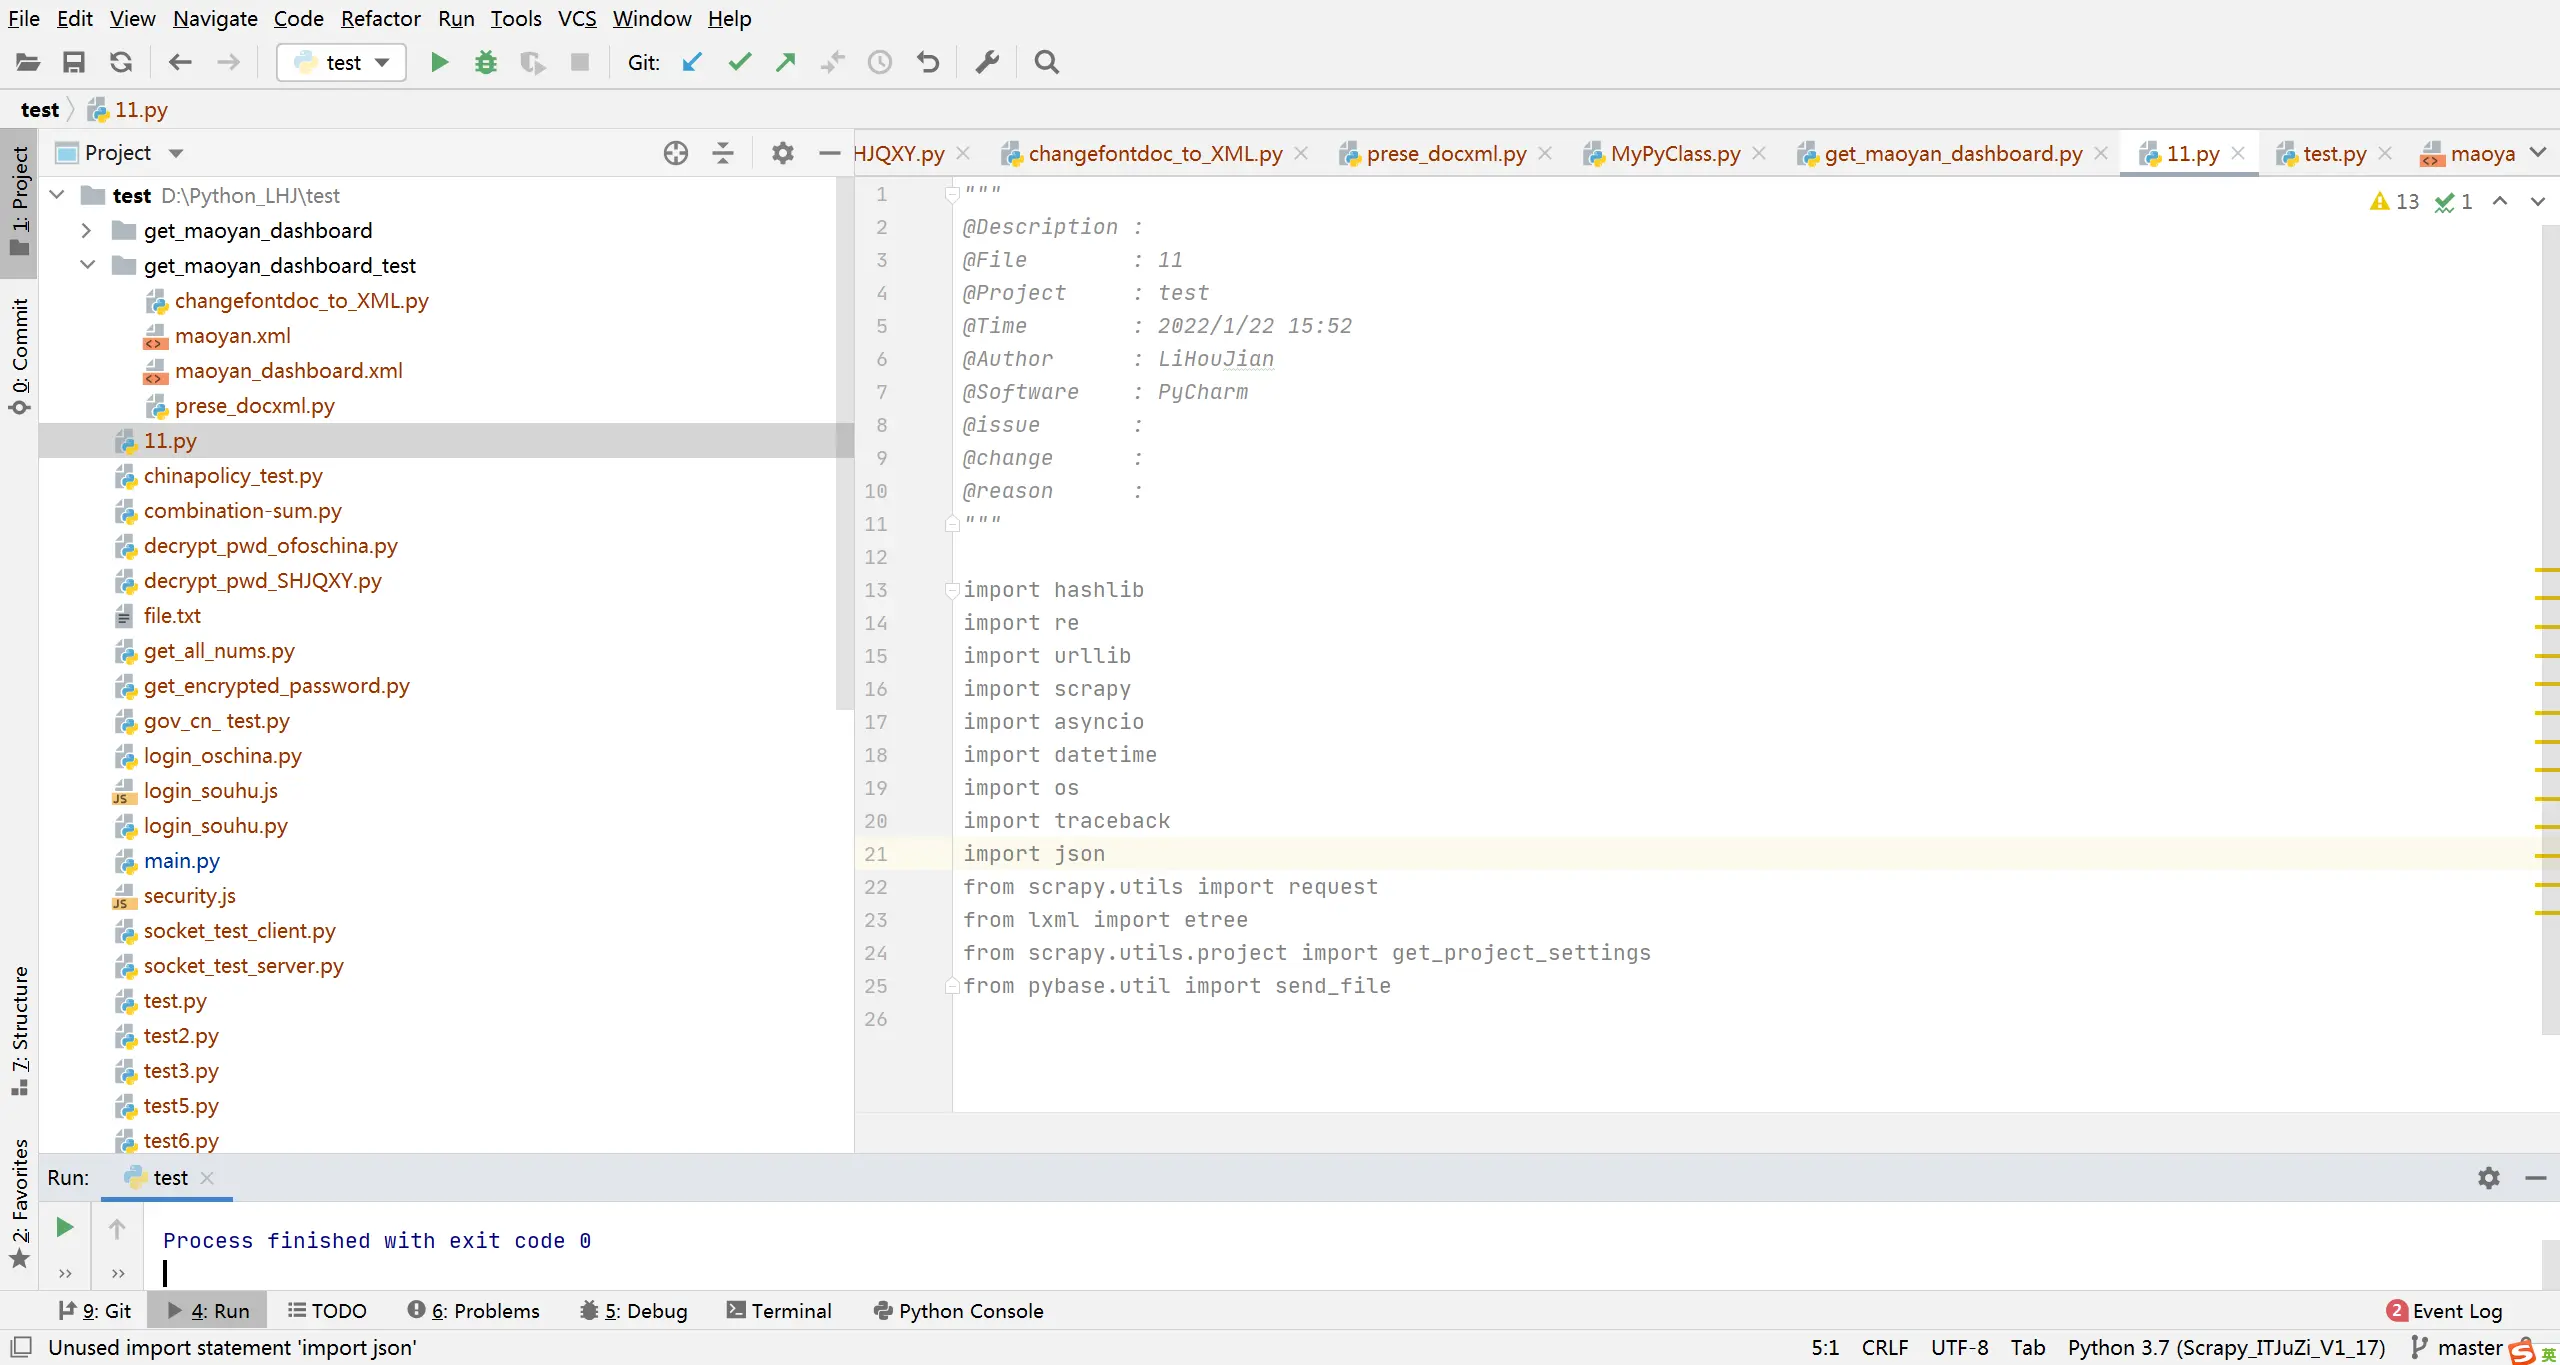 File Edit View Navigate Code Refactor Run Tools VCS Window Help
test Git:
test 11.py
Project
HJQXY.py changefontdoc_to_XML.py prese_docxml.py MyPyClass.py get_maoyan_dashboard.py 11.py test.py maoya
1: Project
0: Commit
7: Structure
2: Favorites
test D:\Python_LHJ\test
get_maoyan_dashboard
get_maoyan_dashboard_test
changefontdoc_to_XML.py
maoyan.xml
maoyan_dashboard.xml
prese_docxml.py
11.py
chinapolicy_test.py
combination-sum.py
decrypt_pwd_ofoschina.py
decrypt_pwd_SHJQXY.py
file.txt
get_all_nums.py
get_encrypted_password.py
gov_cn_ test.py
login_oschina.py
login_souhu.js
login_souhu.py
main.py
security.js
socket_test_client.py
socket_test_server.py
test.py
test2.py
test3.py
test5.py
test6.py
13 1
1 """
2 @Description :
3 @File : 11
4 @Project : test
5 @Time : 2022/1/22 15:52
6 @Author : LiHouJian
7 @Software : PyCharm
8 @issue :
9 @change :
10 @reason :
11 """
12
13 import hashlib
14 import re
15 import urllib
16 import scrapy
17 import asyncio
18 import datetime
19 import os
20 import traceback
21 import json
22 from scrapy.utils import request
23 from lxml import etree
24 from scrapy.utils.project import get_project_settings
25 from pybase.util import send_file
26
Run: test
Process finished with exit code 0
9: Git 4: Run TODO 6: Problems 5: Debug Terminal Python Console 2 Event Log
Unused import statement 'import json' 5:1 CRLF UTF-8 Tab Python 3.7 (Scrapy_ITJuZi_V1_17) master 英